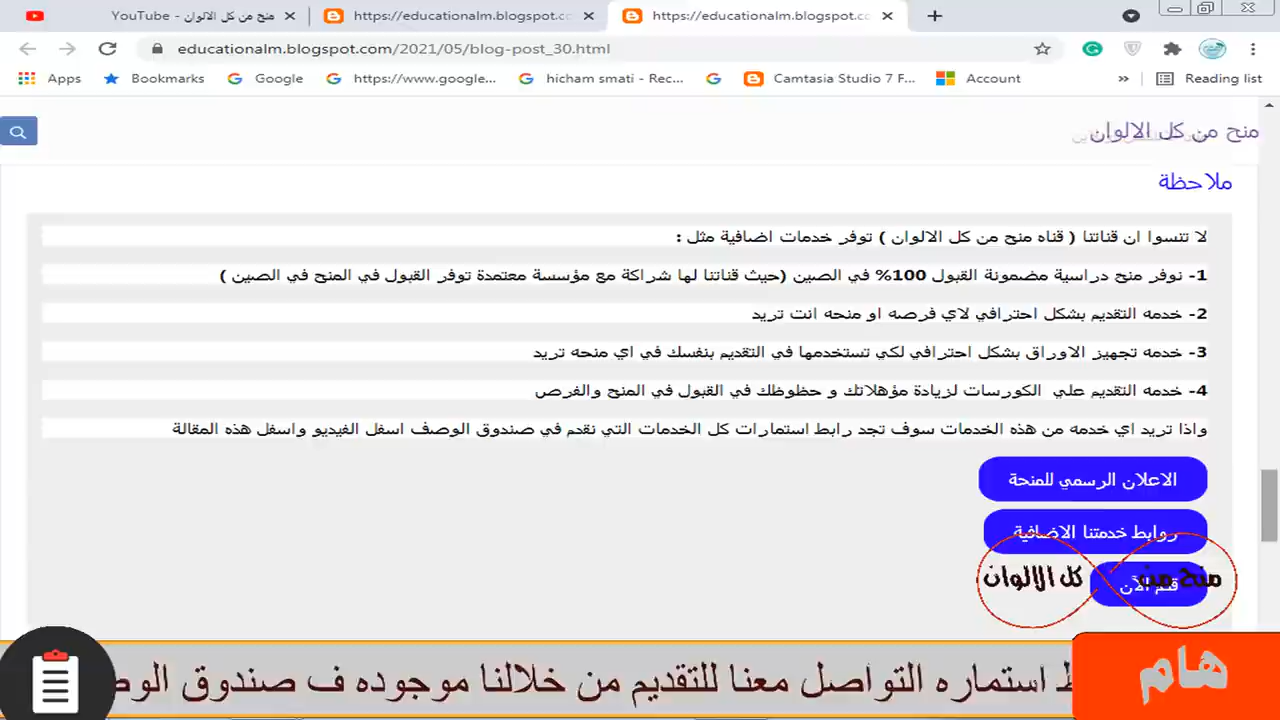 منح من كل الالوان - YouTube
https://educationalm.blogspot.co
https://educationalm.blogspot.co
educationalm.blogspot.com/2021/05/blog-post_30.html
Apps
Bookmarks
Google
https://www.google...
hicham smati - Rec...
Camtasia Studio 7 F...
Account
»
Reading list
منح من كل الالوان
ملاحظة
لا تنسوا ان قناتنا ( قناه منح من كل الالوان ) توفر خدمات اضافية مثل :
1- نوفر منح دراسية مضمونة القبول 100% في الصين (حيث قناتنا لها شراكة مع مؤسسة معتمدة توفر القبول في المنح في الصين )
2- خدمه التقديم بشكل احترافي لاي فرصه او منحه انت تريد
3- خدمه تجهيز الاوراق بشكل احترافي لكي تستخدمها في التقديم بنفسك في اي منحه تريد
4- خدمه التقديم علي الكورسات لزيادة مؤهلاتك و حظوظك في القبول في المنح والفرص
واذا تريد اي خدمه من هذه الخدمات سوف تجد رابط استمارات كل الخدمات التي نقدم في صندوق الوصف اسفل الفيديو واسفل هذه المقالة
الاعلان الرسمي للمنحة
روابط خدمتنا الاضافية
قدم الآن
منح من كل الالوان
هام
ط استماره التواصل معنا للتقديم من خلالنا موجوده ف صندوق الوص